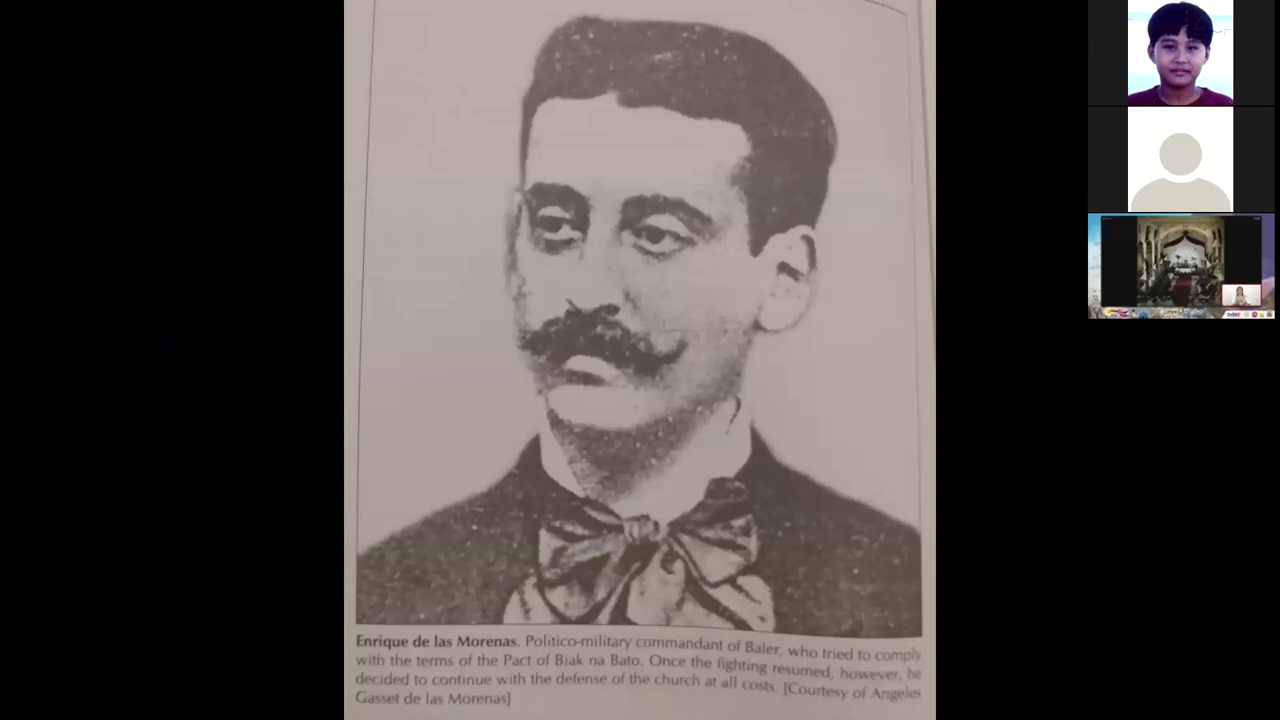 Enrique de las Morenas. Politico-military commandant of Baler, who tried to comply
with the terms of the Pact of Biak na Bato. Once the fighting resumed, however, he
decided to continue with the defense of the church at all costs. [Courtesy of Angeles
Gasset de las Morenas]